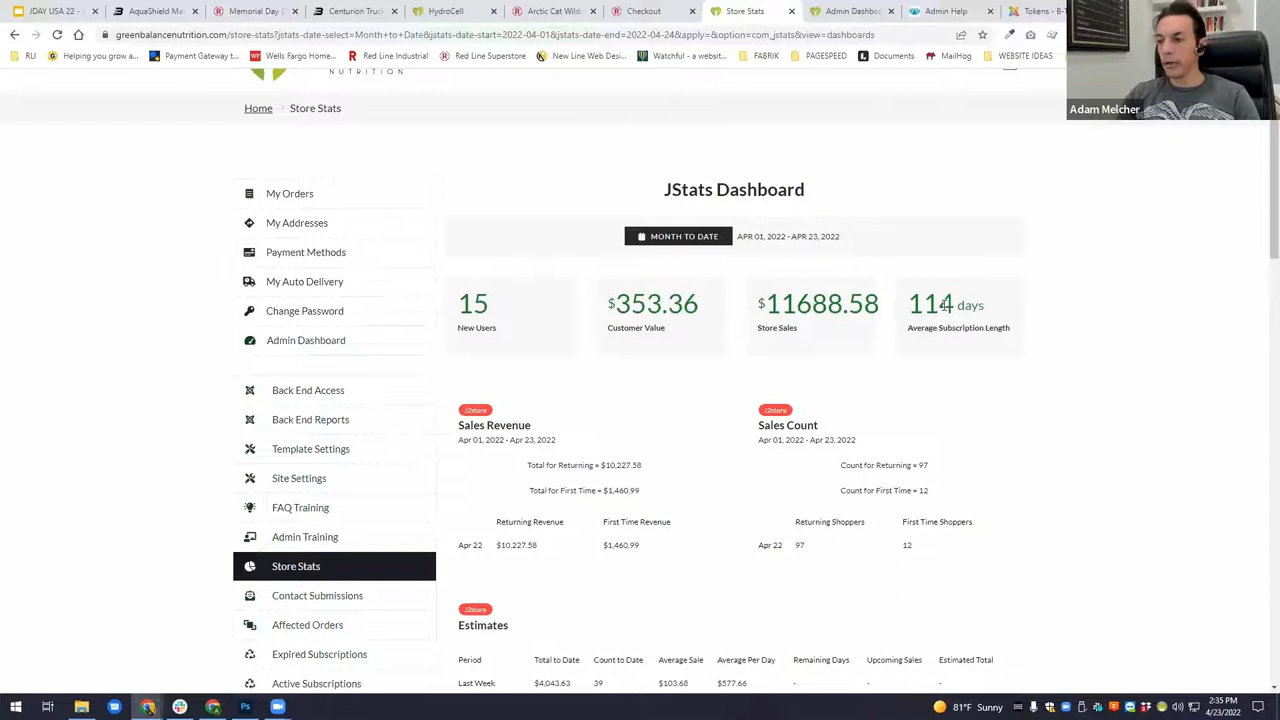 JDAY USA 22 - B
AquaShield Mar
Memorial Day
Centurion Truck
HydroCell
Arctic Cat Wild
Checkout
Store Stats
Admin Dashboa
Admin Help
Tokens - B-T
greenbalancenutrition.com/store-stats?jstats-date-select=Month to Date&jstats-date-start=2022-04-01&jstats-date-end=2022-04-24&apply=&option=com_jstats&view=dashboards
RLI
Helping you grow a...
Payment Gateway t...
Wells Fargo Home...
R Line Insurance
Red Line Superstore
New Line Web Desi...
Watchful - a websit...
FABRIK
PAGESPEED
Documents
MailHog
WEBSITE IDEAS
NUTRITION
Adam Melcher
Home Store Stats
My Orders
My Addresses
Payment Methods
My Auto Delivery
Change Password
Admin Dashboard
Back End Access
Back End Reports
Template Settings
Site Settings
FAQ Training
Admin Training
Store Stats
Contact Submissions
Affected Orders
Expired Subscriptions
Active Subscriptions
JStats Dashboard
MONTH TO DATE APR 01, 2022 - APR 23, 2022
15 $353.36 $11688.58 114 days
New Users Customer Value Store Sales Average Subscription Length
J2store
Sales Revenue
Apr 01, 2022 - Apr 23, 2022
Total for Returning = $10,227.58
Total for First Time = $1,460.99
Returning Revenue First Time Revenue
Apr 22 $10,227.58 $1,460.99
J2store
Sales Count
Apr 01, 2022 - Apr 23, 2022
Count for Returning = 97
Count for First Time = 12
Returning Shoppers First Time Shoppers
Apr 22 97 12
J2store
Estimates
Period Total to Date Count to Date Average Sale Average Per Day Remaining Days Upcoming Sales Estimated Total
Last Week $4,043.63 39 $103.68 $577.66 - - -
81°F Sunny
2:35 PM
4/23/2022